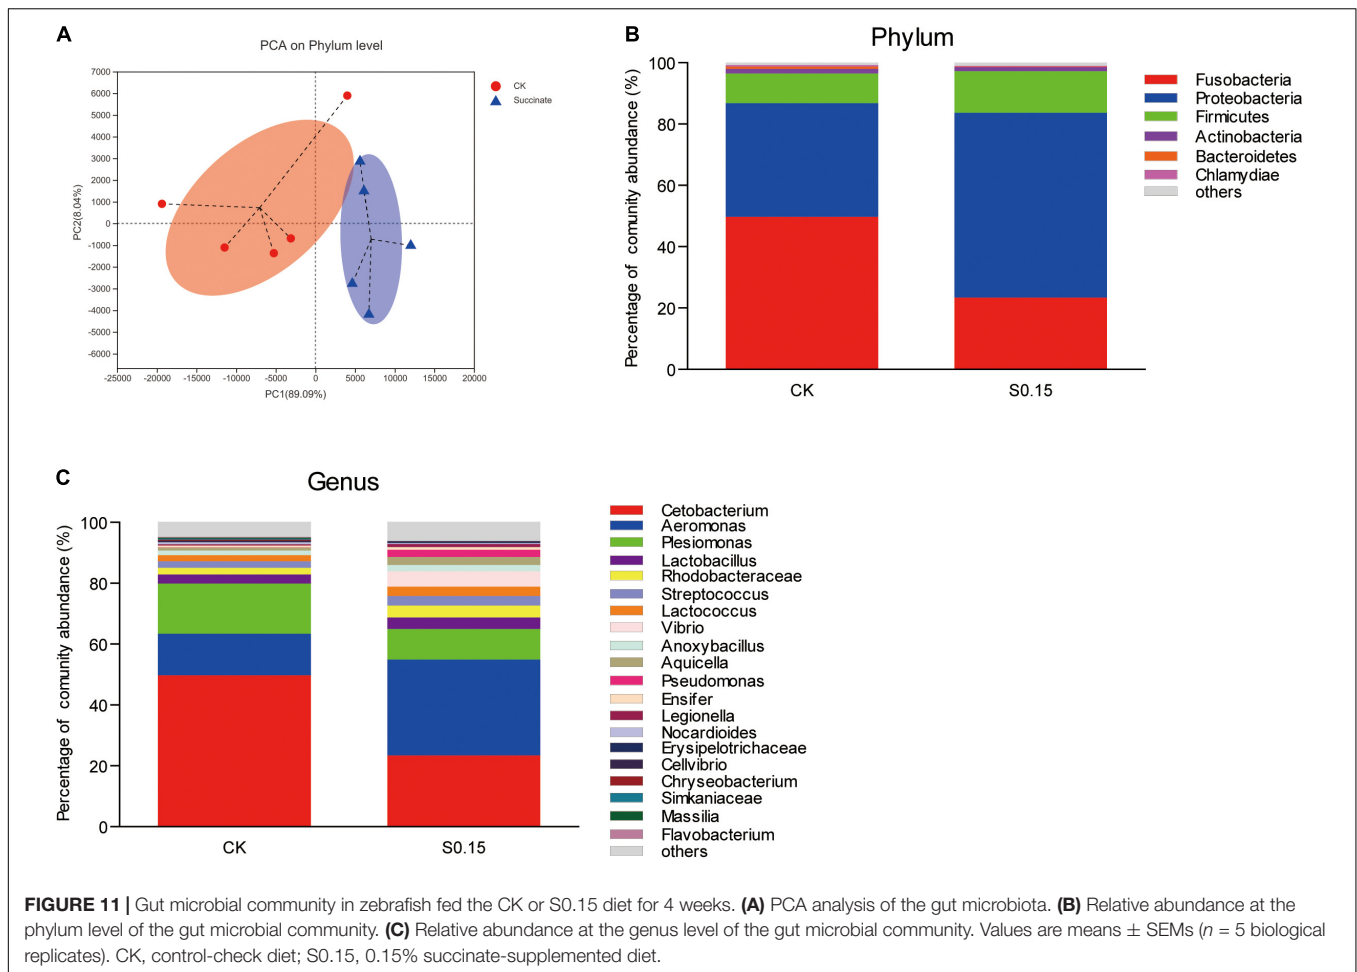 A
PCA on Phylum level
7000
6000
5000
4000
3000
2000
1000
0
-1000
-2000
-3000
-4000
-5000
-6000
PC2(8.04%)
-25000 -20000 -15000 -10000 -5000 0 5000 10000 15000 20000
PC1(89.09%)
CK
Succinate
B
Phylum
Percentage of comunity abundance (%)
100
80
60
40
20
0
CK S0.15
Fusobacteria
Proteobacteria
Firmicutes
Actinobacteria
Bacteroidetes
Chlamydiae
others
C
Genus
Percentage of comunity abundance (%)
100
80
60
40
20
0
CK S0.15
Cetobacterium
Aeromonas
Plesiomonas
Lactobacillus
Rhodobacteraceae
Streptococcus
Lactococcus
Vibrio
Anoxybacillus
Aquicella
Pseudomonas
Ensifer
Legionella
Nocardioides
Erysipelotrichaceae
Cellvibrio
Chryseobacterium
Simkaniaceae
Massilia
Flavobacterium
others
FIGURE 11 | Gut microbial community in zebrafish fed the CK or S0.15 diet for 4 weeks. (A) PCA analysis of the gut microbiota. (B) Relative abundance at the
phylum level of the gut microbial community. (C) Relative abundance at the genus level of the gut microbial community. Values are means ± SEMs (n = 5 biological
replicates). CK, control-check diet; S0.15, 0.15% succinate-supplemented diet.